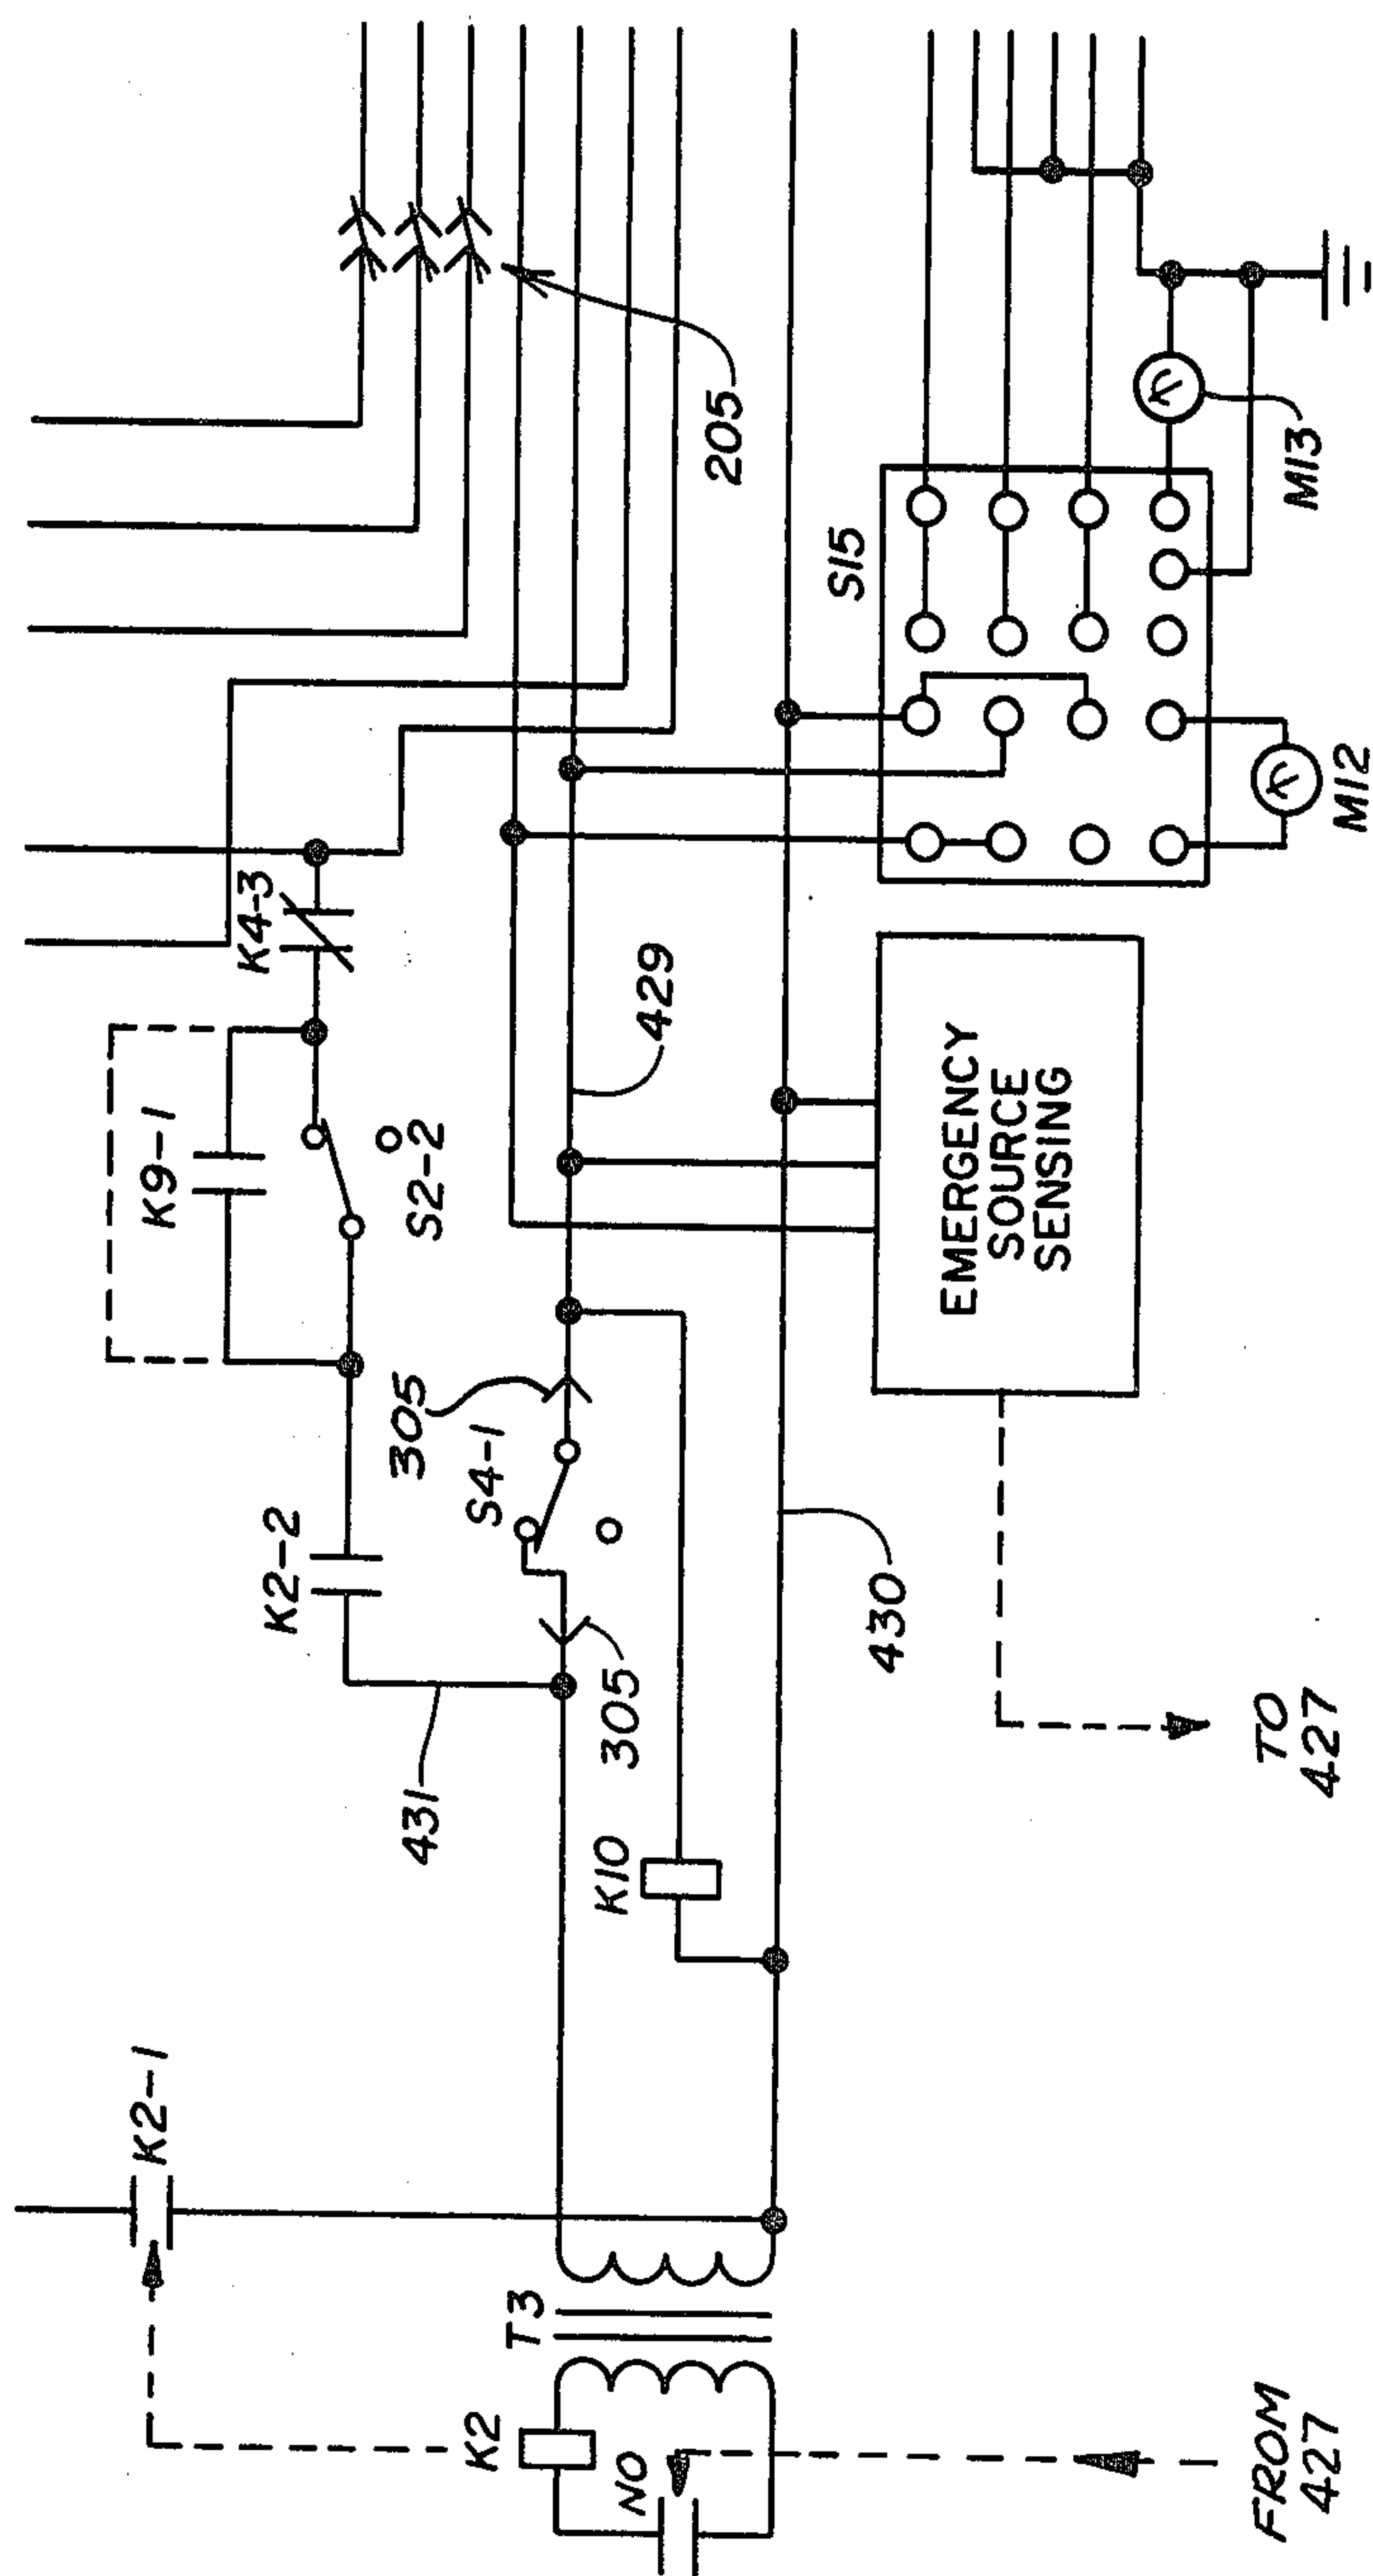 K2-1
T3
K2
NO
FROM
427
431
K2-2
K9-1
K4-3
305
S4-1
S2-2
305
K10
429
430
EMERGENCY
SOURCE
SENSING
TO
427
205
S15
M12
M13